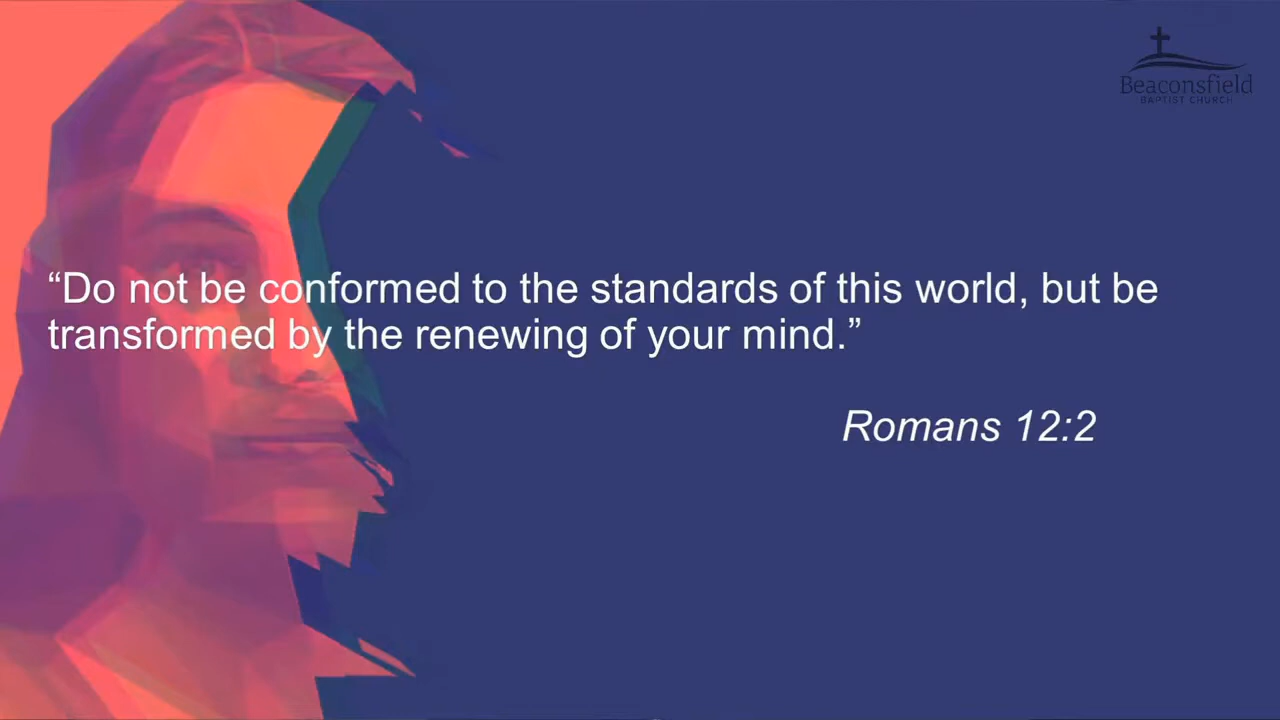 Beaconsfield
BAPTIST CHURCH
“Do not be conformed to the standards of this world, but be
transformed by the renewing of your mind.”
Romans 12:2